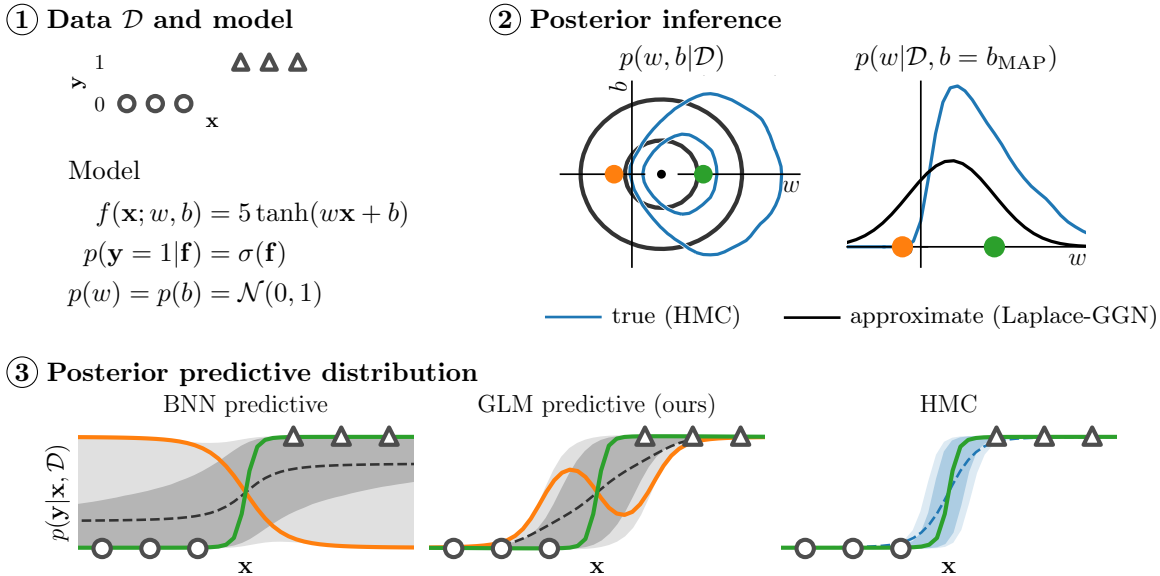 ① Data 𝒟 and model
1
y
0
x
Model
f(x; w, b) = 5 tanh(wx + b)
p(y = 1|f) = σ(f)
p(w) = p(b) = 𝒩(0, 1)
② Posterior inference
p(w, b|𝒟)
b
w
p(w|𝒟, b = b_MAP)
w
true (HMC)
approximate (Laplace-GGN)
③ Posterior predictive distribution
BNN predictive
GLM predictive (ours)
HMC
p(y|x, 𝒟)
x
x
x